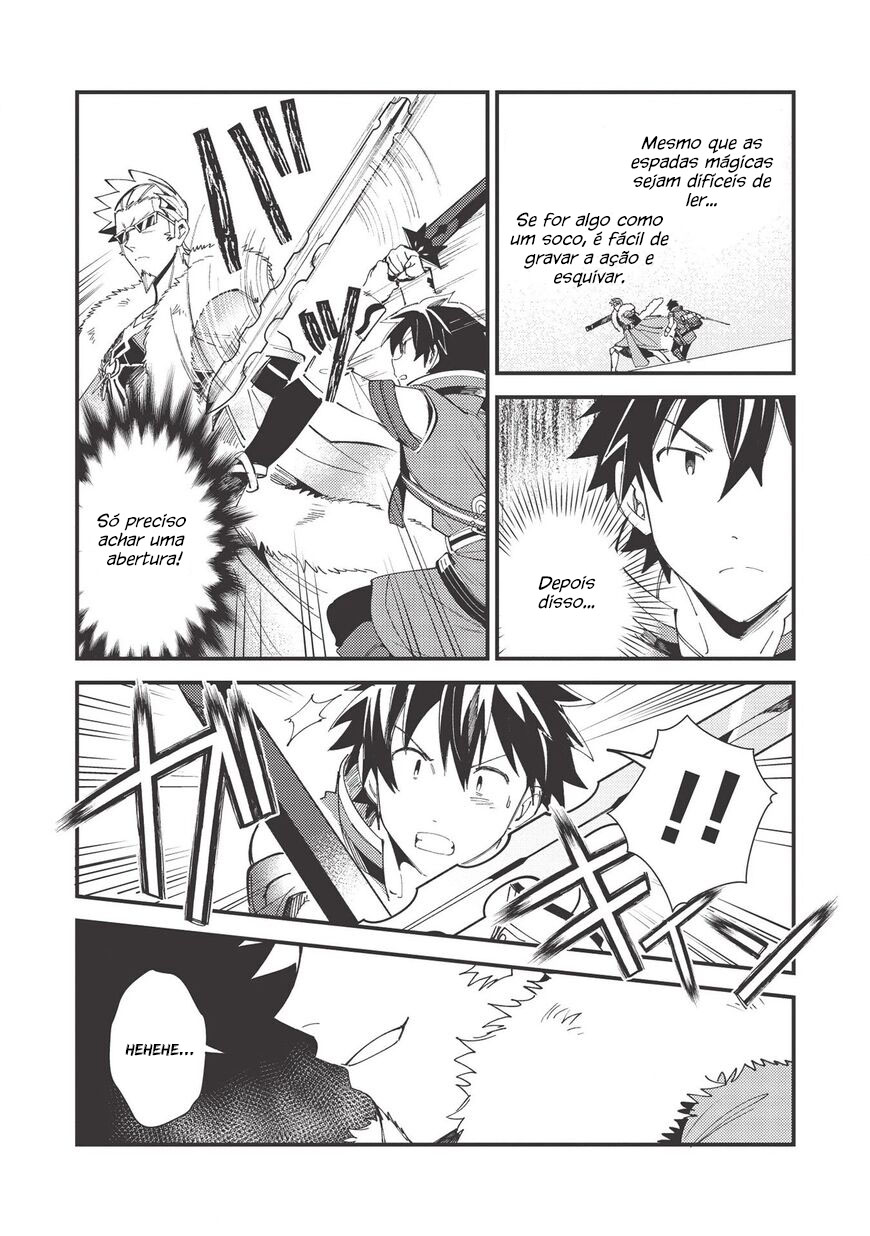 Mesmo que as
espadas mágicas
sejam difíceis de
ler...
Se for algo como
um soco, é fácil de
gravar a ação e
esquivar.
Só preciso
achar uma
abertura!
Depois
disso...
!!
HEHEHE...